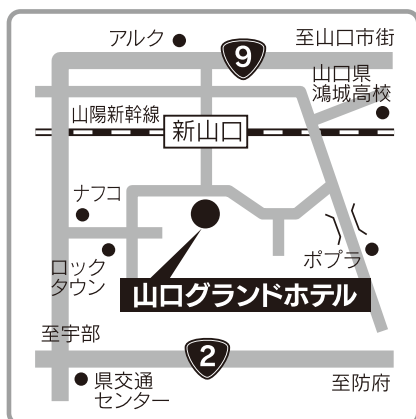 アルク
9
至山口市街
山口県
鴻城高校
山陽新幹線
新山口
ナフコ
ロック
タウン
ポプラ
山口グランドホテル
至宇部
2
県交通
センター
至防府